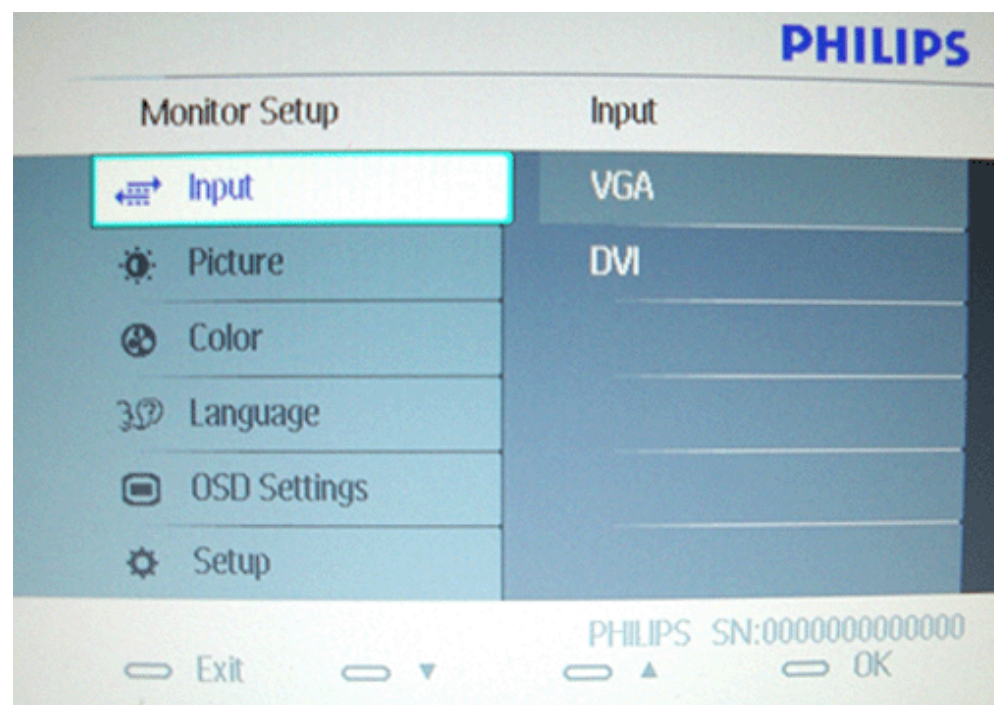 PHILIPS
Monitor Setup Input
Input VGA
Picture DVI
Color
Language
OSD Settings
Setup
PHILIPS SN:0000000000000
Exit ▼ ▲ OK